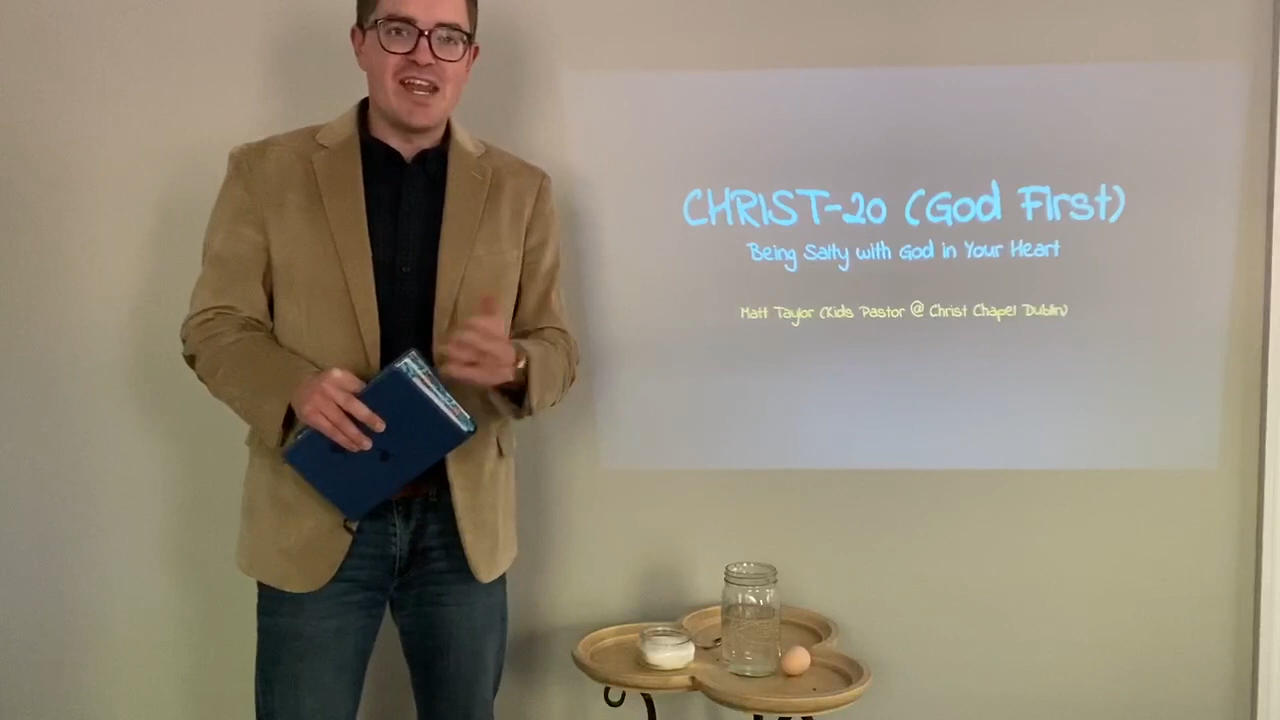 CHRIST-20 (God First)
Being Salty with God in Your Heart
Matt Taylor (Kids Pastor @ Christ Chapel Dublin)